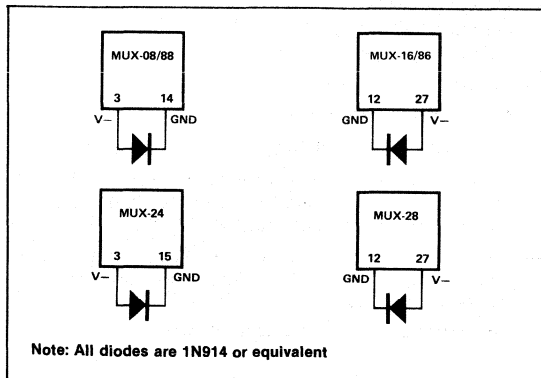 MUX-08/88
3 14
V− GND
MUX-16/86
12 27
GND V−
MUX-24
3 15
V− GND
MUX-28
12 27
GND V−
Note: All diodes are 1N914 or equivalent